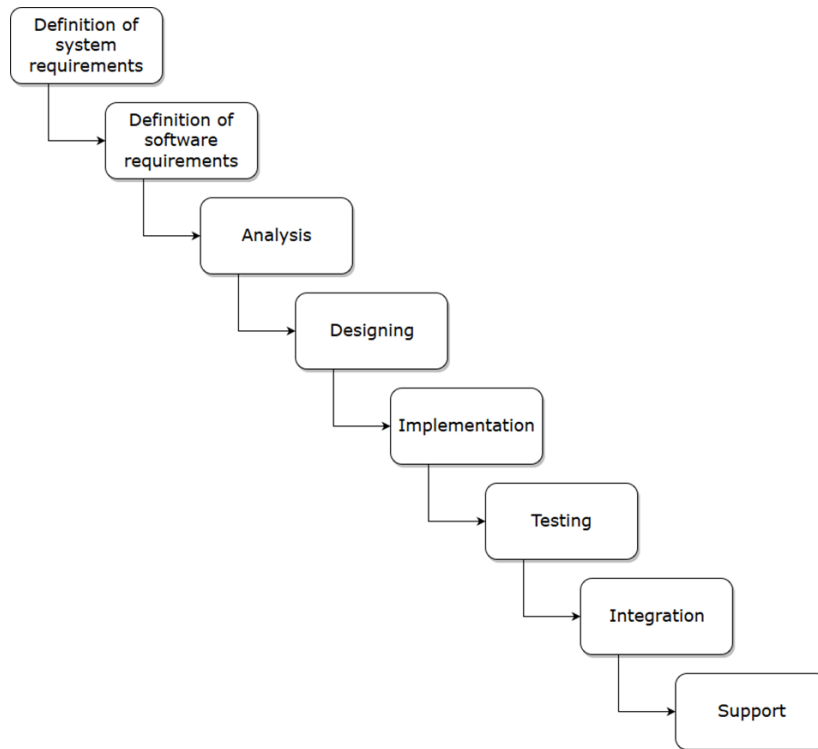 Definition of
system
requirements
Definition of
software
requirements
Analysis
Designing
Implementation
Testing
Integration
Support